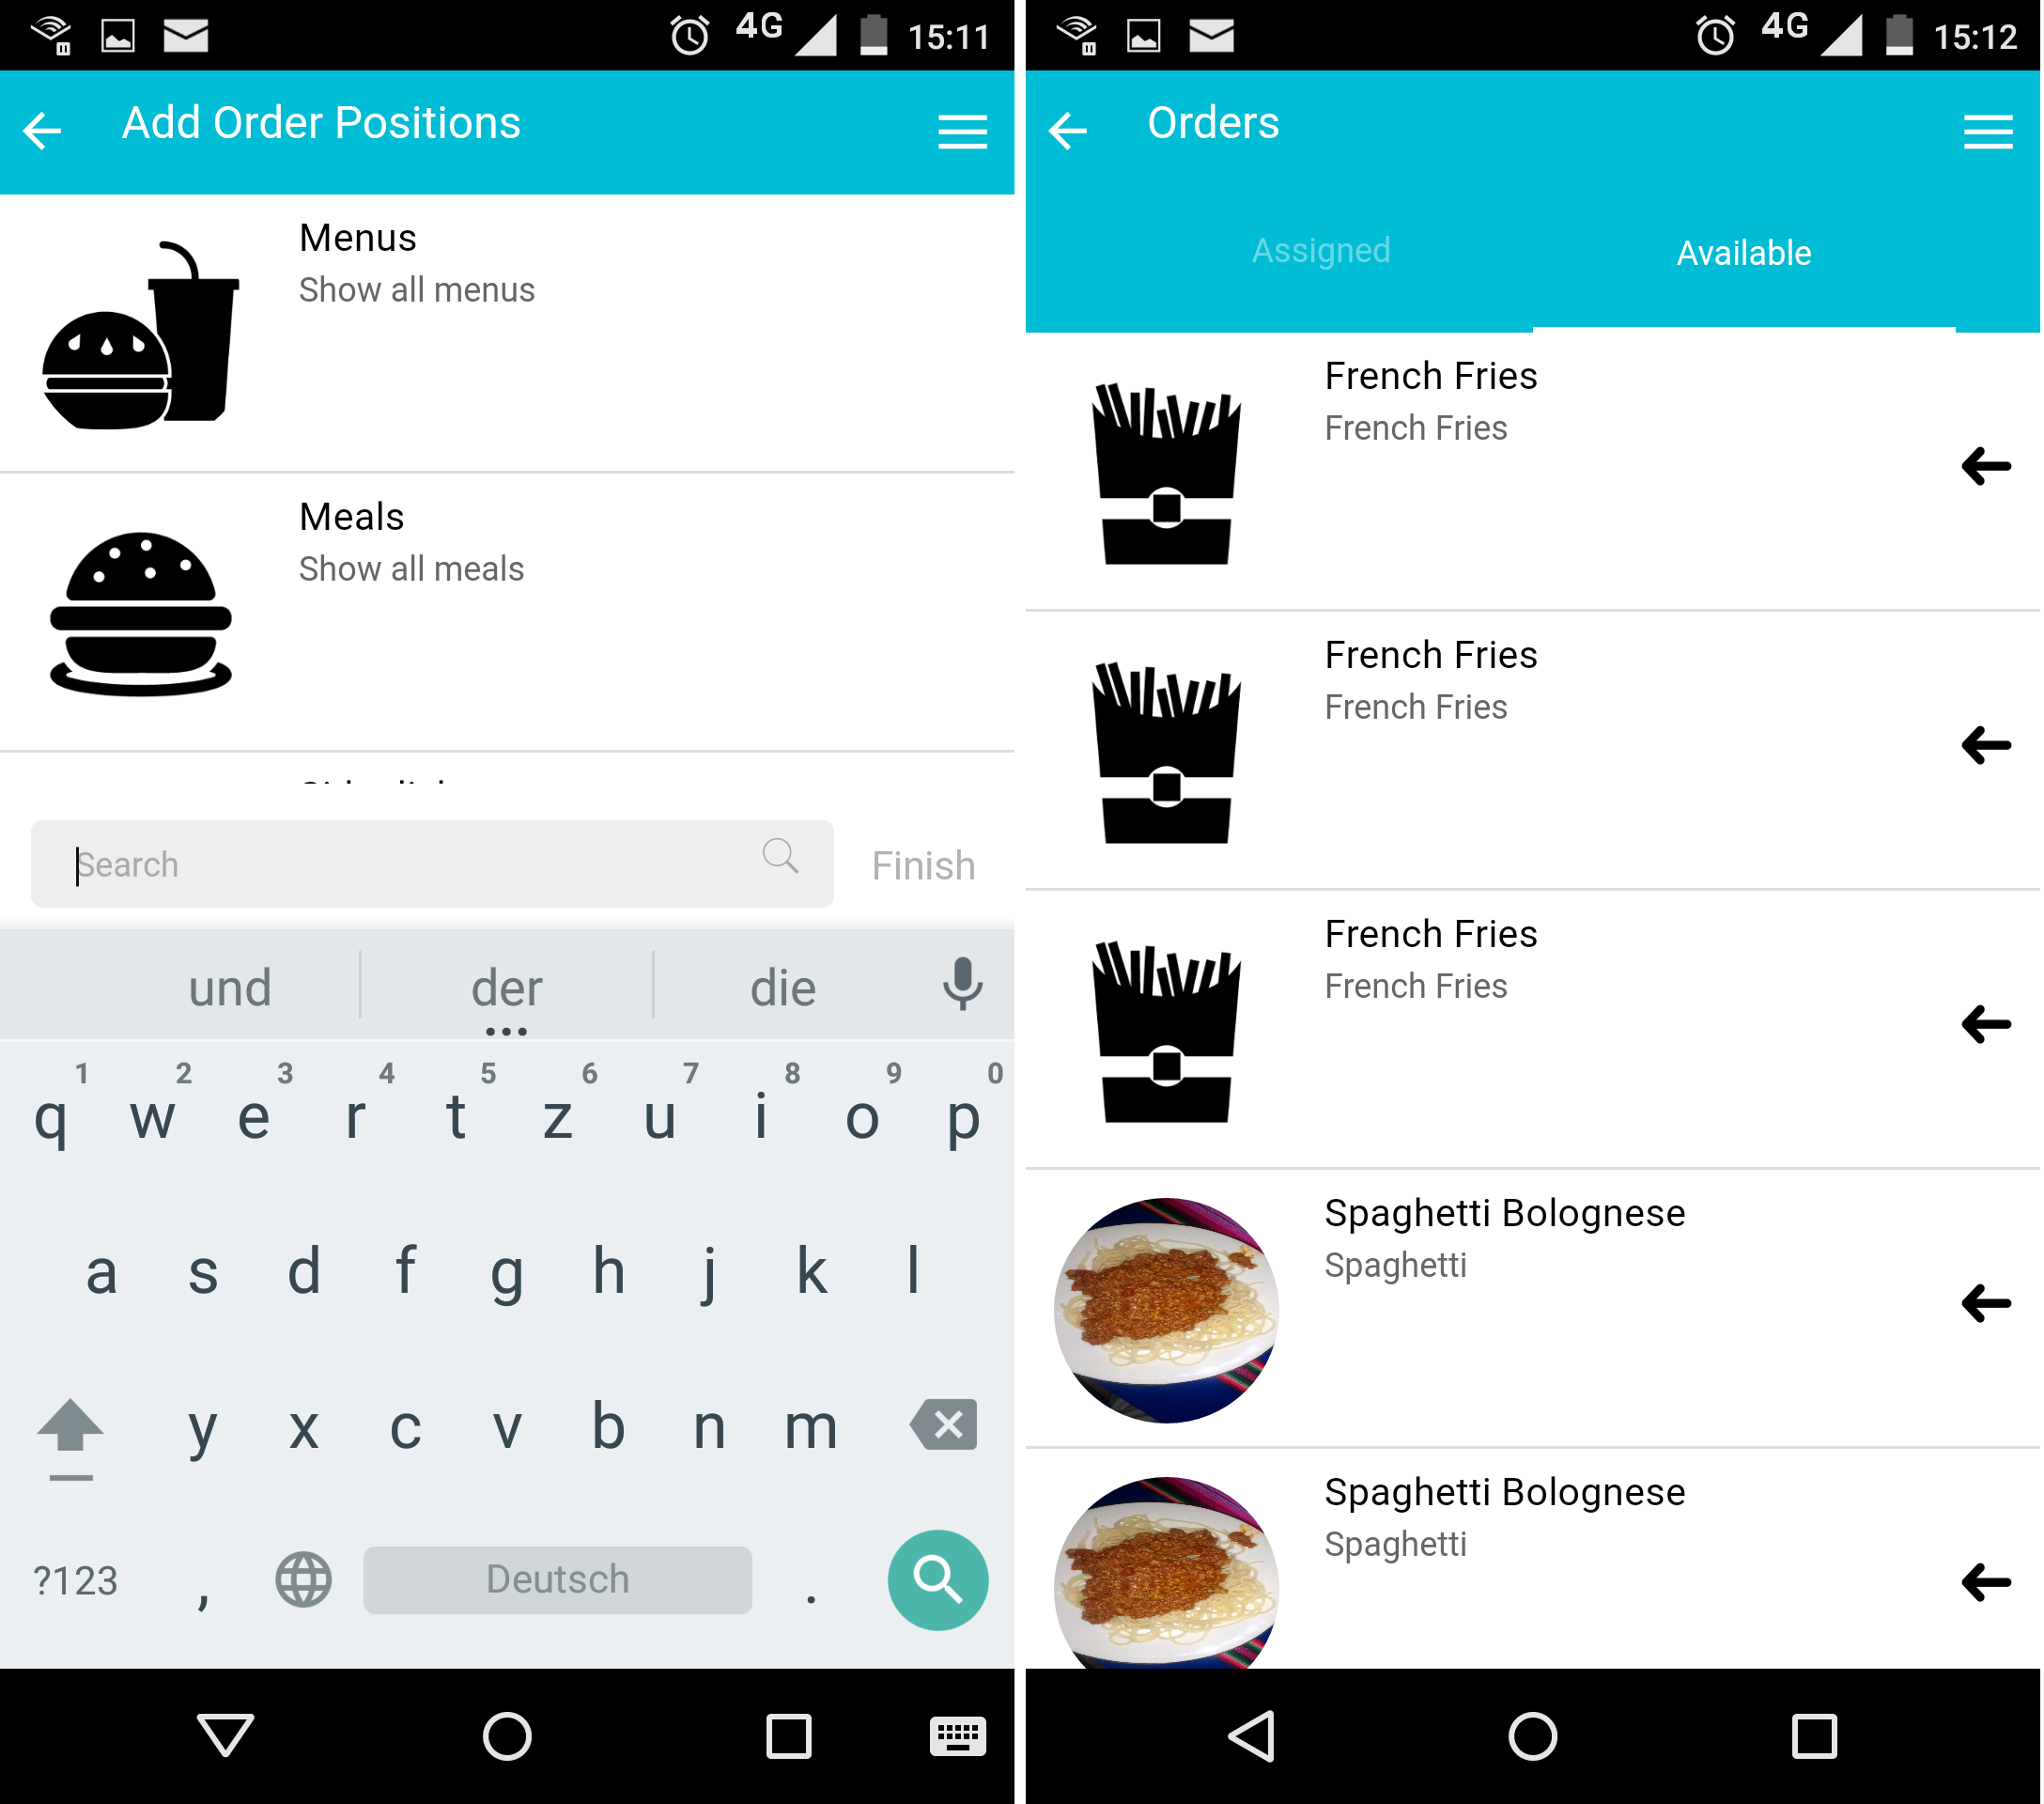 4G 15:11
Add Order Positions
Menus
Show all menus
Meals
Show all meals
Search
Finish
und der die
1 2 3 4 5 6 7 8 9 0
q w e r t z u i o p
a s d f g h j k l
y x c v b n m
?123 , Deutsch .
4G 15:12
Orders
Assigned Available
French Fries
French Fries
French Fries
French Fries
French Fries
French Fries
Spaghetti Bolognese
Spaghetti
Spaghetti Bolognese
Spaghetti